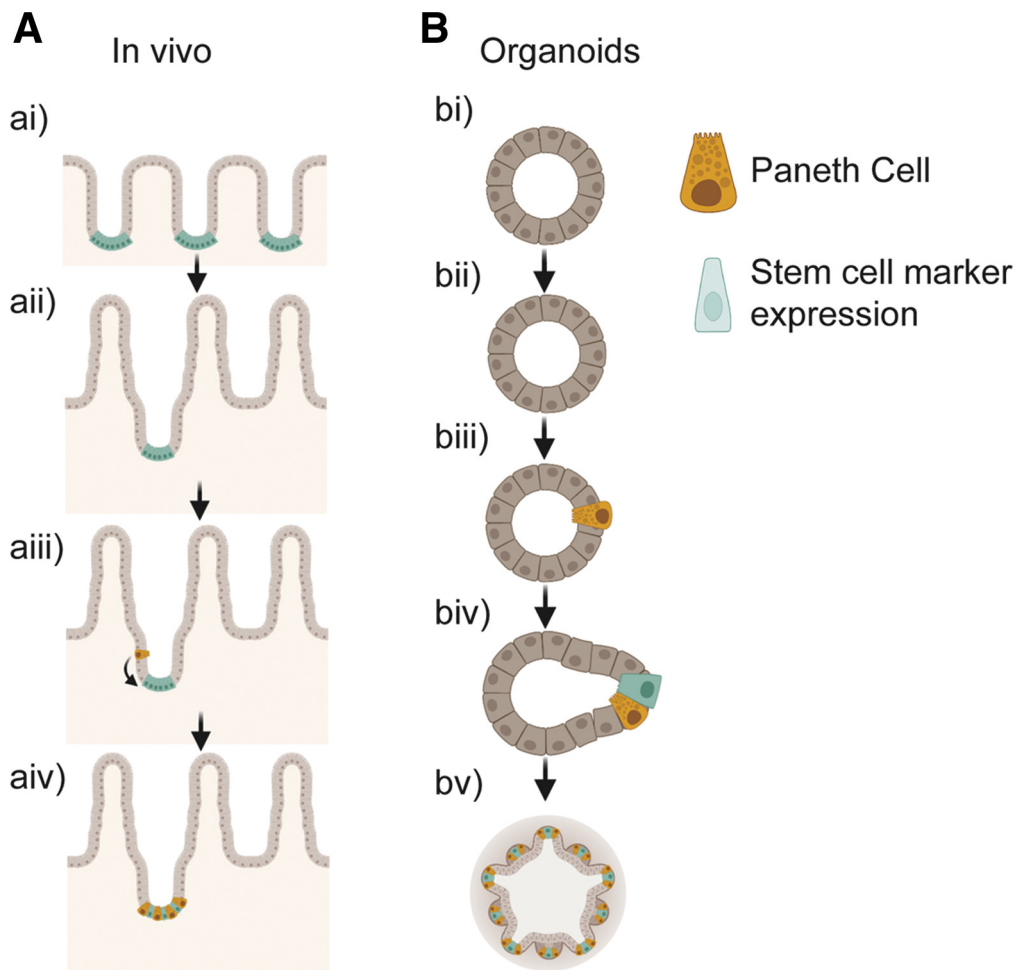 A
In vivo
ai)
aii)
aiii)
aiv)
B
Organoids
bi)
bii)
biii)
biv)
bv)
Paneth Cell
Stem cell marker
expression